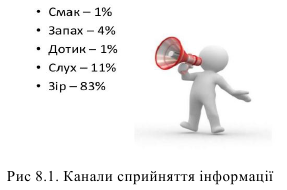 • Смак – 1%
• Запах – 4%
• Дотик – 1%
• Слух – 11%
• Зір – 83%
Рис 8.1. Канали сприйняття інформації